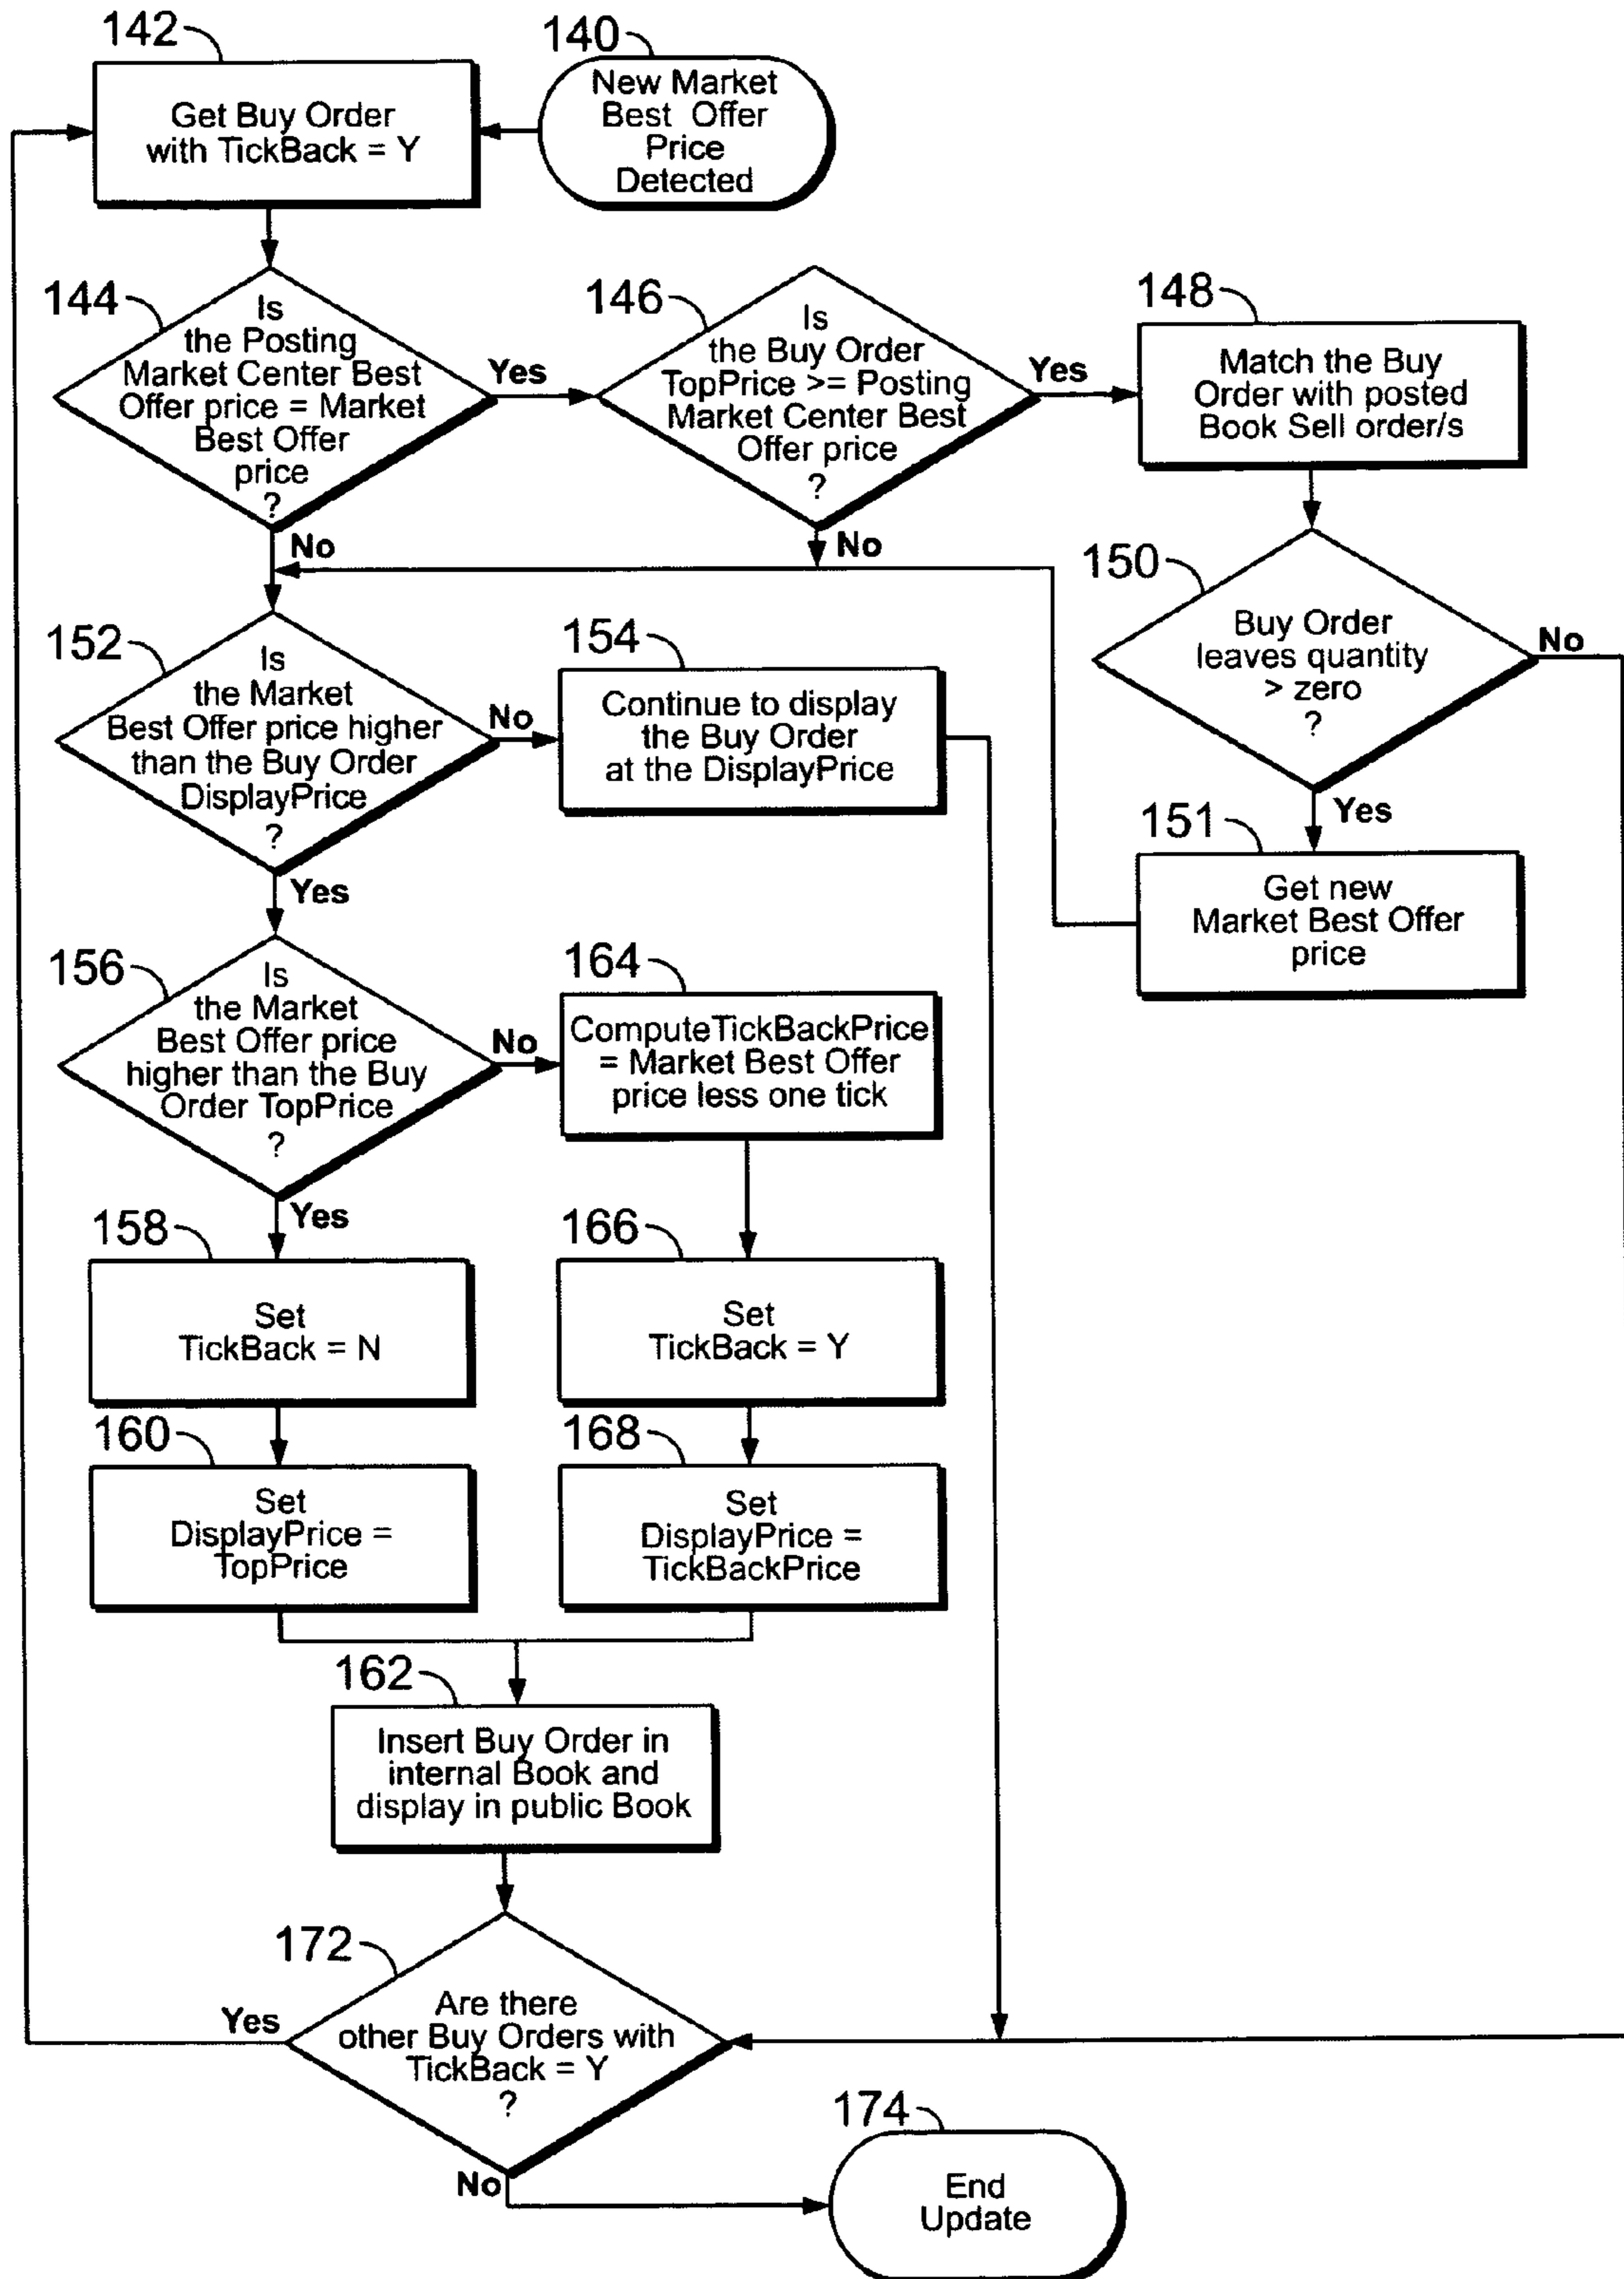 142
Get Buy Order
with TickBack = Y
140
New Market
Best Offer
Price
Detected
144
Is
the Posting
Market Center Best
Offer price = Market
Best Offer
price
?
Yes
No
146
Is
the Buy Order
TopPrice >= Posting
Market Center Best
Offer price
?
Yes
No
148
Match the Buy
Order with posted
Book Sell order/s
150
Buy Order
leaves quantity
> zero
?
No
Yes
151
Get new
Market Best Offer
price
152
Is
the Market
Best Offer price higher
than the Buy Order
DisplayPrice
?
No
Yes
154
Continue to display
the Buy Order
at the DisplayPrice
156
Is
the Market
Best Offer price
higher than the Buy
Order TopPrice
?
No
Yes
164
ComputeTickBackPrice
= Market Best Offer
price less one tick
158
Set
TickBack = N
166
Set
TickBack = Y
160
Set
DisplayPrice =
TopPrice
168
Set
DisplayPrice =
TickBackPrice
162
Insert Buy Order in
internal Book and
display in public Book
172
Are there
other Buy Orders with
TickBack = Y
?
Yes
No
174
End
Update